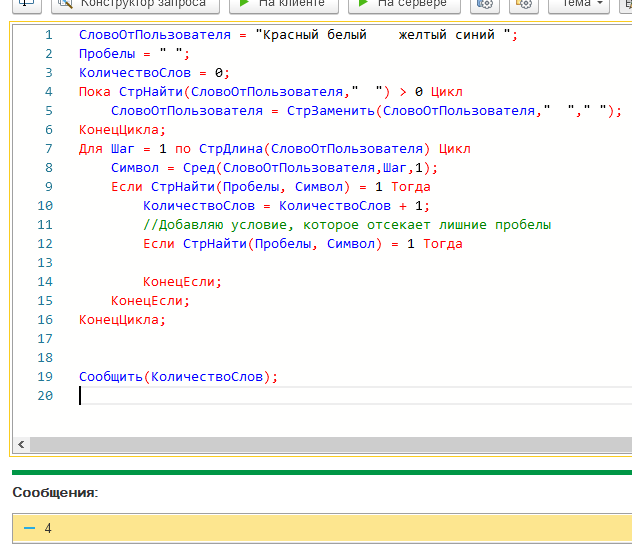 Конструктор запроса На клиенте На сервере Тема
1 СловоОтПользователя = "Красный белый    желтый синий ";
2 Пробелы = " ";
3 КоличествоСлов = 0;
4 Пока СтрНайти(СловоОтПользователя,"  ") > 0 Цикл
5     СловоОтПользователя = СтрЗаменить(СловоОтПользователя,"  "," ");
6 КонецЦикла;
7 Для Шаг = 1 по СтрДлина(СловоОтПользователя) Цикл
8     Символ = Сред(СловоОтПользователя,Шаг,1);
9     Если СтрНайти(Пробелы, Символ) = 1 Тогда
10         КоличествоСлов = КоличествоСлов + 1;
11         //Добавляю условие, которое отсекает лишние пробелы
12         Если СтрНайти(Пробелы, Символ) = 1 Тогда
13
14         КонецЕсли;
15     КонецЕсли;
16 КонецЦикла;
17
18
19 Сообщить(КоличествоСлов);
20
Сообщения:
4